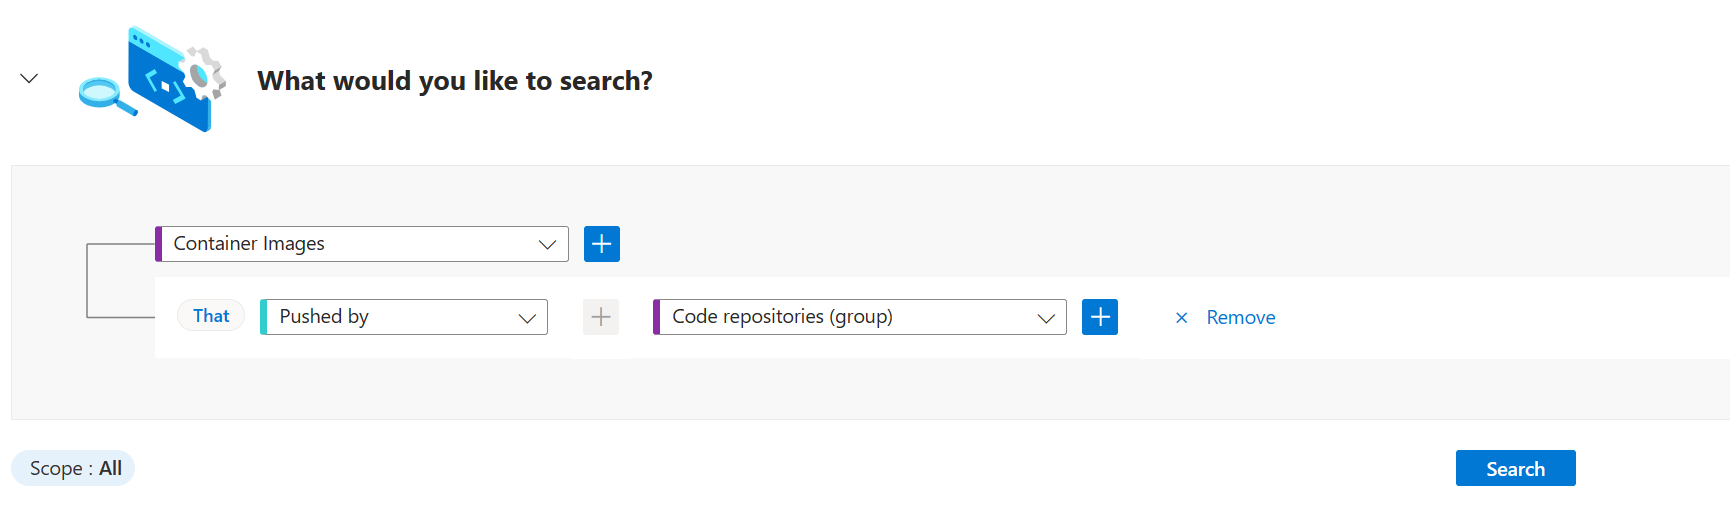 What would you like to search?
Container Images
That Pushed by Code repositories (group) Remove
Scope : All Search